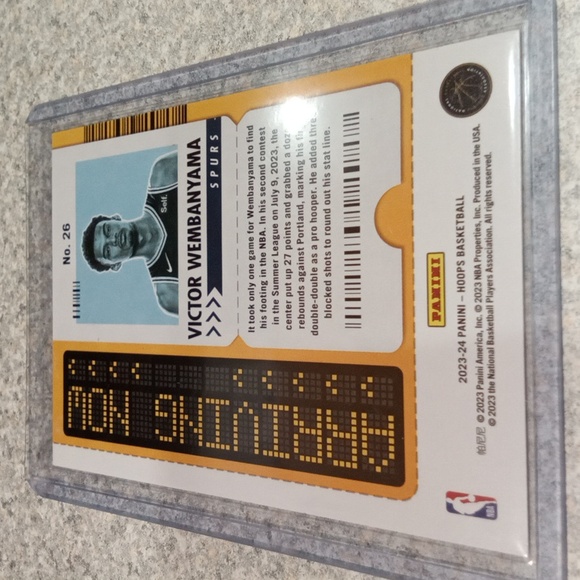 No. 26
VICTOR WEMBANYAMA
>>>> SPURS
It took only one game for Wembanyama to find
his footing in the NBA. In his second contest
in the Summer League on July 9, 2023, the
center put up 27 points and grabbed a
rebounds against Portland, marking his
double-double as a pro hooper. He added
blocked shots to round out his stat line.
ARRIVING NOW
PANINI
2023-24 PANINI – HOOPS BASKETBALL
帕尼尼 © 2023 Panini America, Inc. © 2023 NBA Properties, Inc. Produced in the USA.
© 2023 the National Basketball Players Association. All rights reserved.
NBA